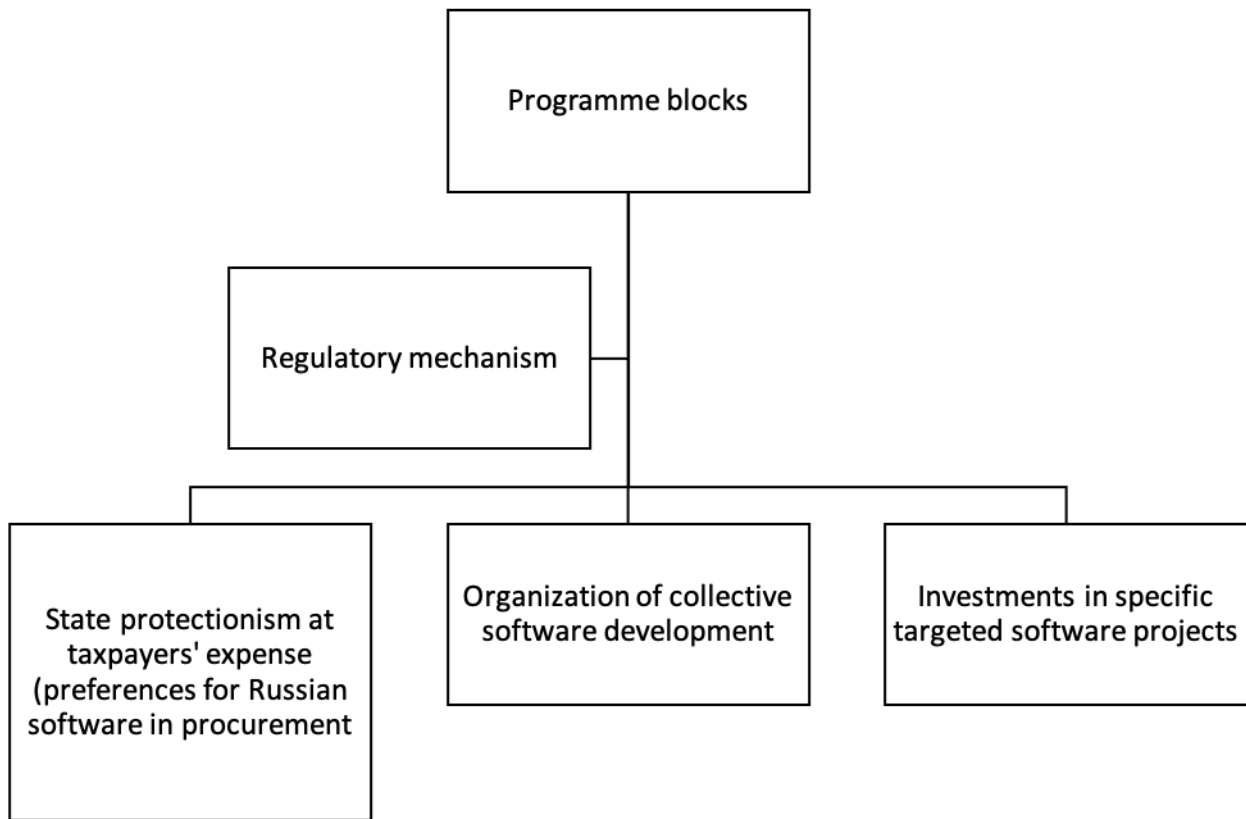 Programme blocks
Regulatory mechanism
State protectionism at
taxpayers' expense
(preferences for Russian
software in procurement
Organization of collective
software development
Investments in specific
targeted software projects